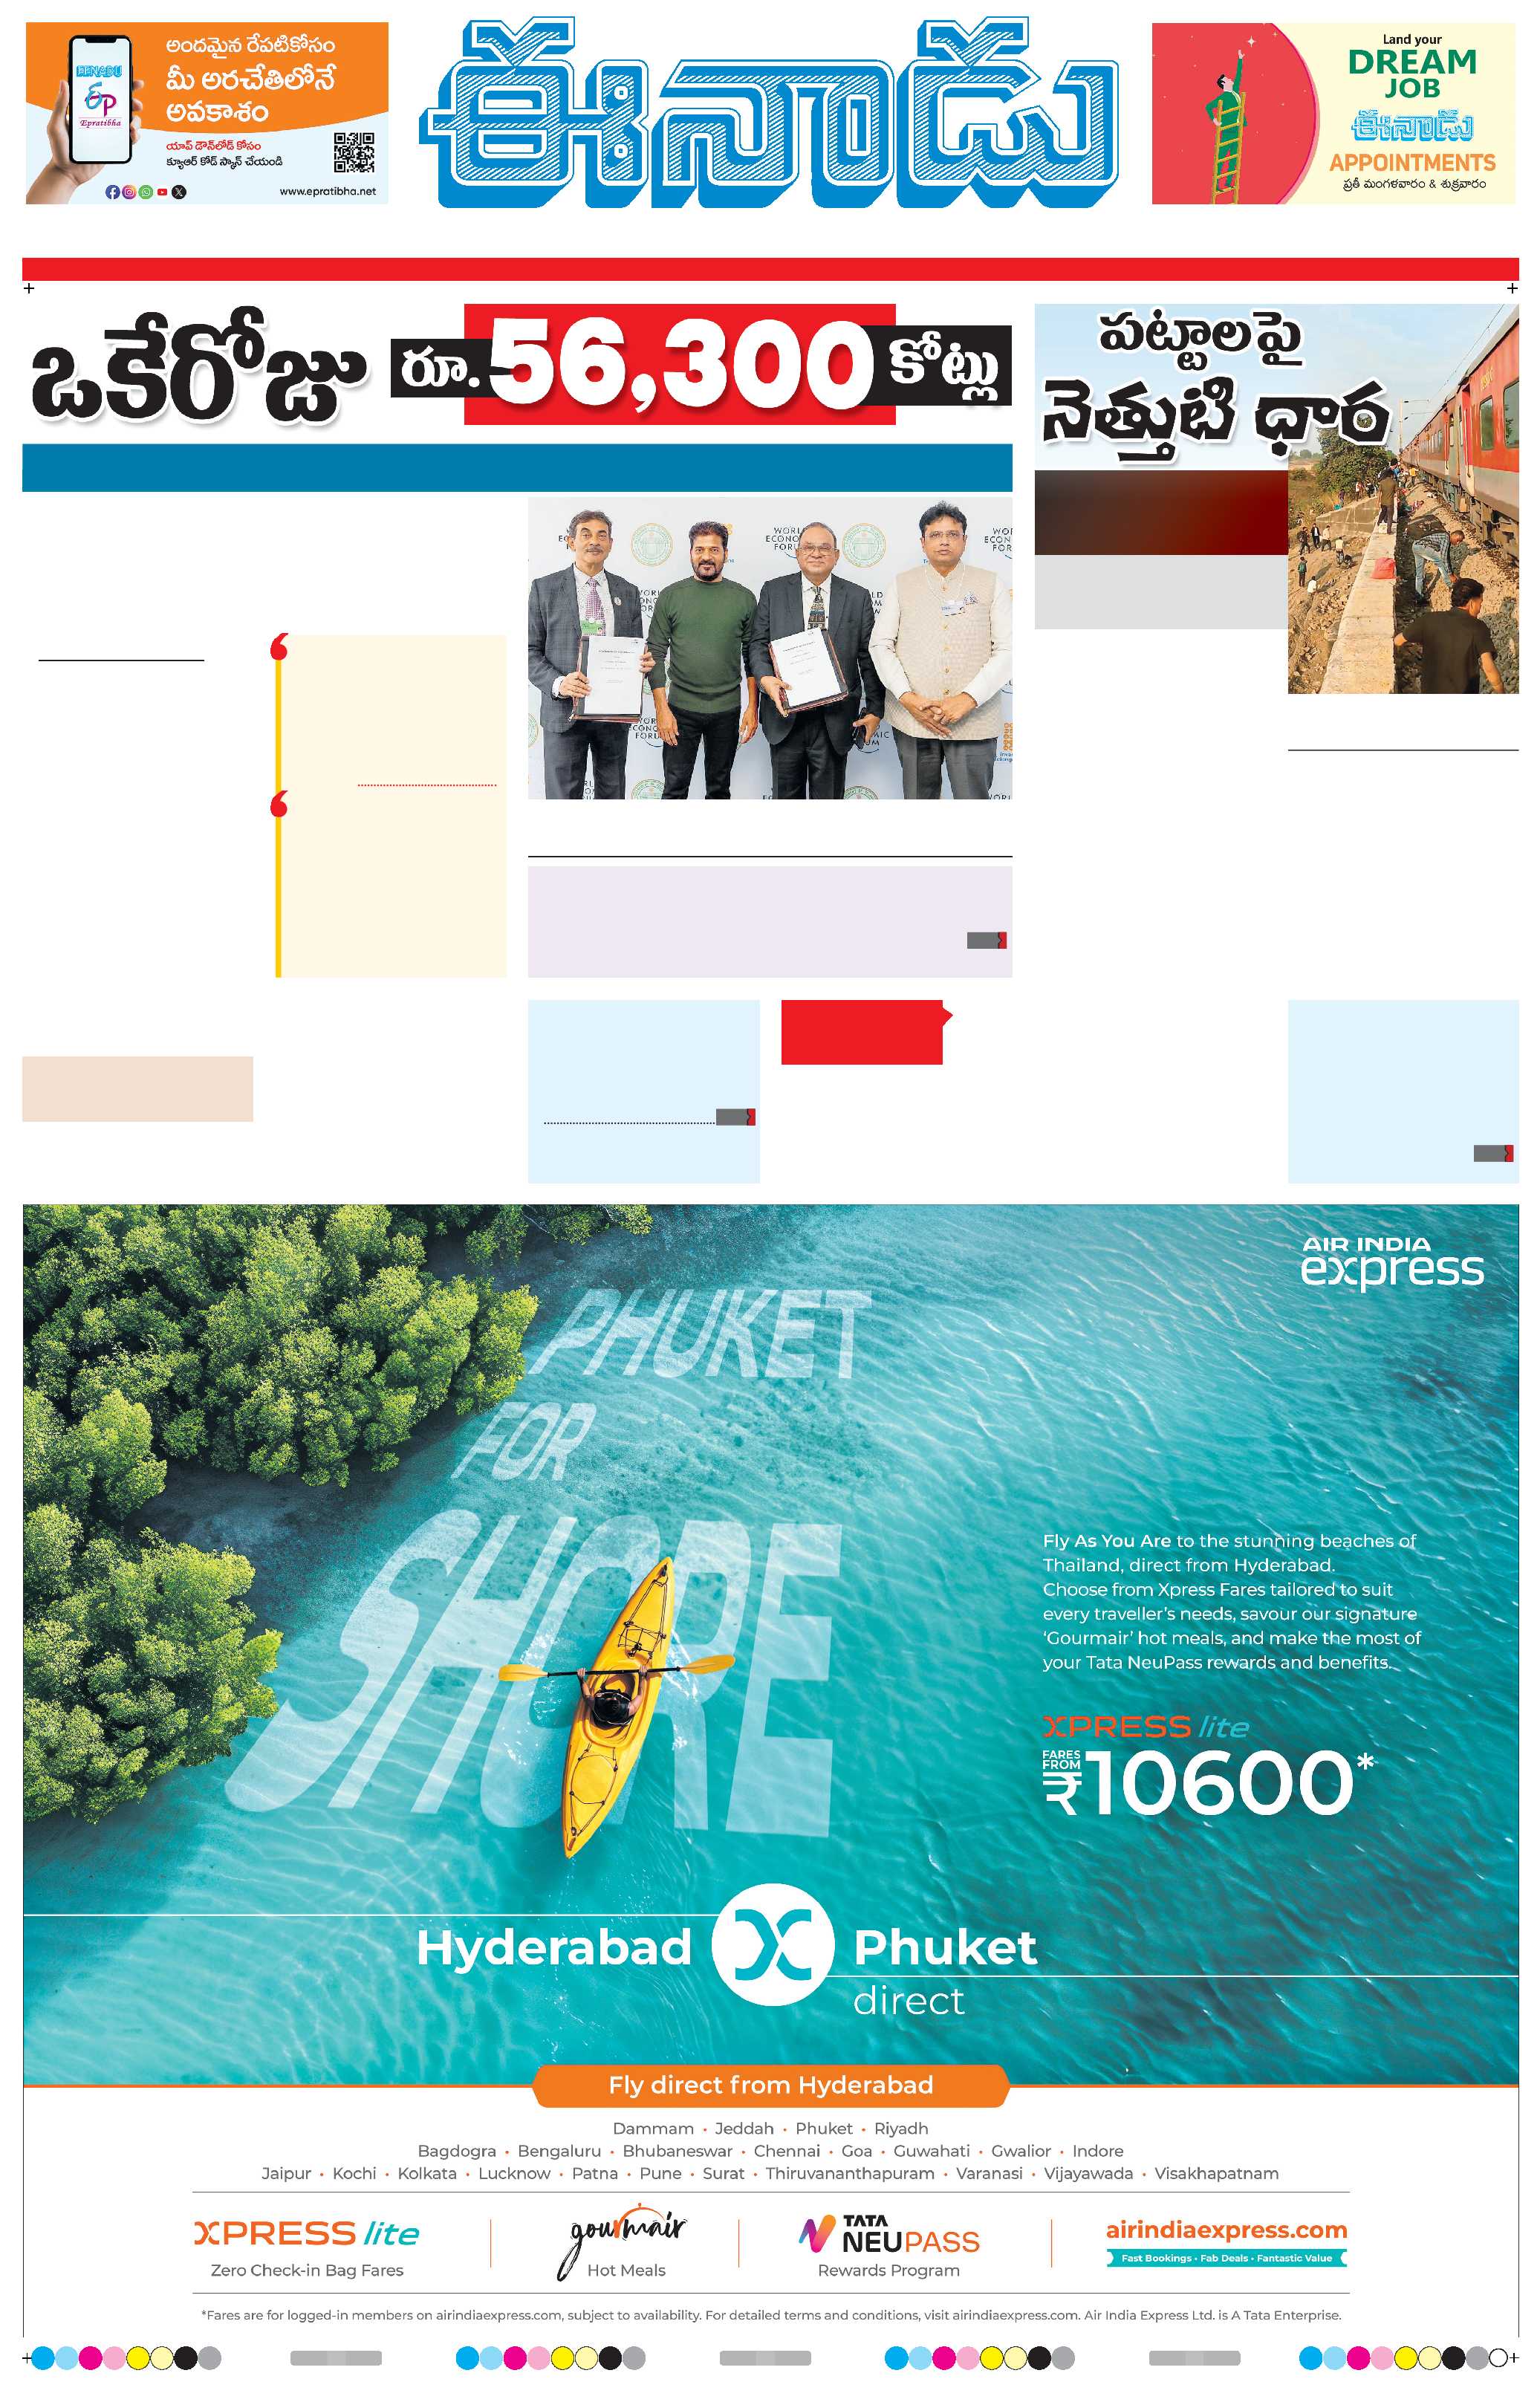 అందమైన రేపటికోసం
మీ అరచేతిలోనే
అవకాశం
యాప్ డౌన్‌లోడ్ కోసం
క్యూఆర్ కోడ్ స్కాన్ చేయండి
www.epratibha.net
EENADU
EP
Epratibha
ఈనాడు
Land your
DREAM
JOB
ఈనాడు
APPOINTMENTS
ప్రతీ మంగళవారం & శుక్రవారం
ఒకేరోజు రూ.56,300 కోట్లు
పట్టాలపై
నెత్తుటి ధార
WORLD
ECONOMIC
FORUM
AIR INDIA
express
PHUKET
FOR
SHORE
Fly As You Are to the stunning beaches of
Thailand, direct from Hyderabad.
Choose from Xpress Fares tailored to suit
every traveller's needs, savour our signature
'Gourmair' hot meals, and make the most of
your Tata NeuPass rewards and benefits.
XPRESS lite
FARES
FROM
₹10600*
Hyderabad X Phuket
direct
Fly direct from Hyderabad
Dammam • Jeddah • Phuket • Riyadh
Bagdogra • Bengaluru • Bhubaneswar • Chennai • Goa • Guwahati • Gwalior • Indore
Jaipur • Kochi • Kolkata • Lucknow • Patna • Pune • Surat • Thiruvananthapuram • Varanasi • Vijayawada • Visakhapatnam
XPRESS lite
Zero Check-in Bag Fares
gourmair
Hot Meals
TATA
NEUPASS
Rewards Program
airindiaexpress.com
Fast Bookings • Fab Deals • Fantastic Value
*Fares are for logged-in members on airindiaexpress.com, subject to availability. For detailed terms and conditions, visit airindiaexpress.com. Air India Express Ltd. is A Tata Enterprise.